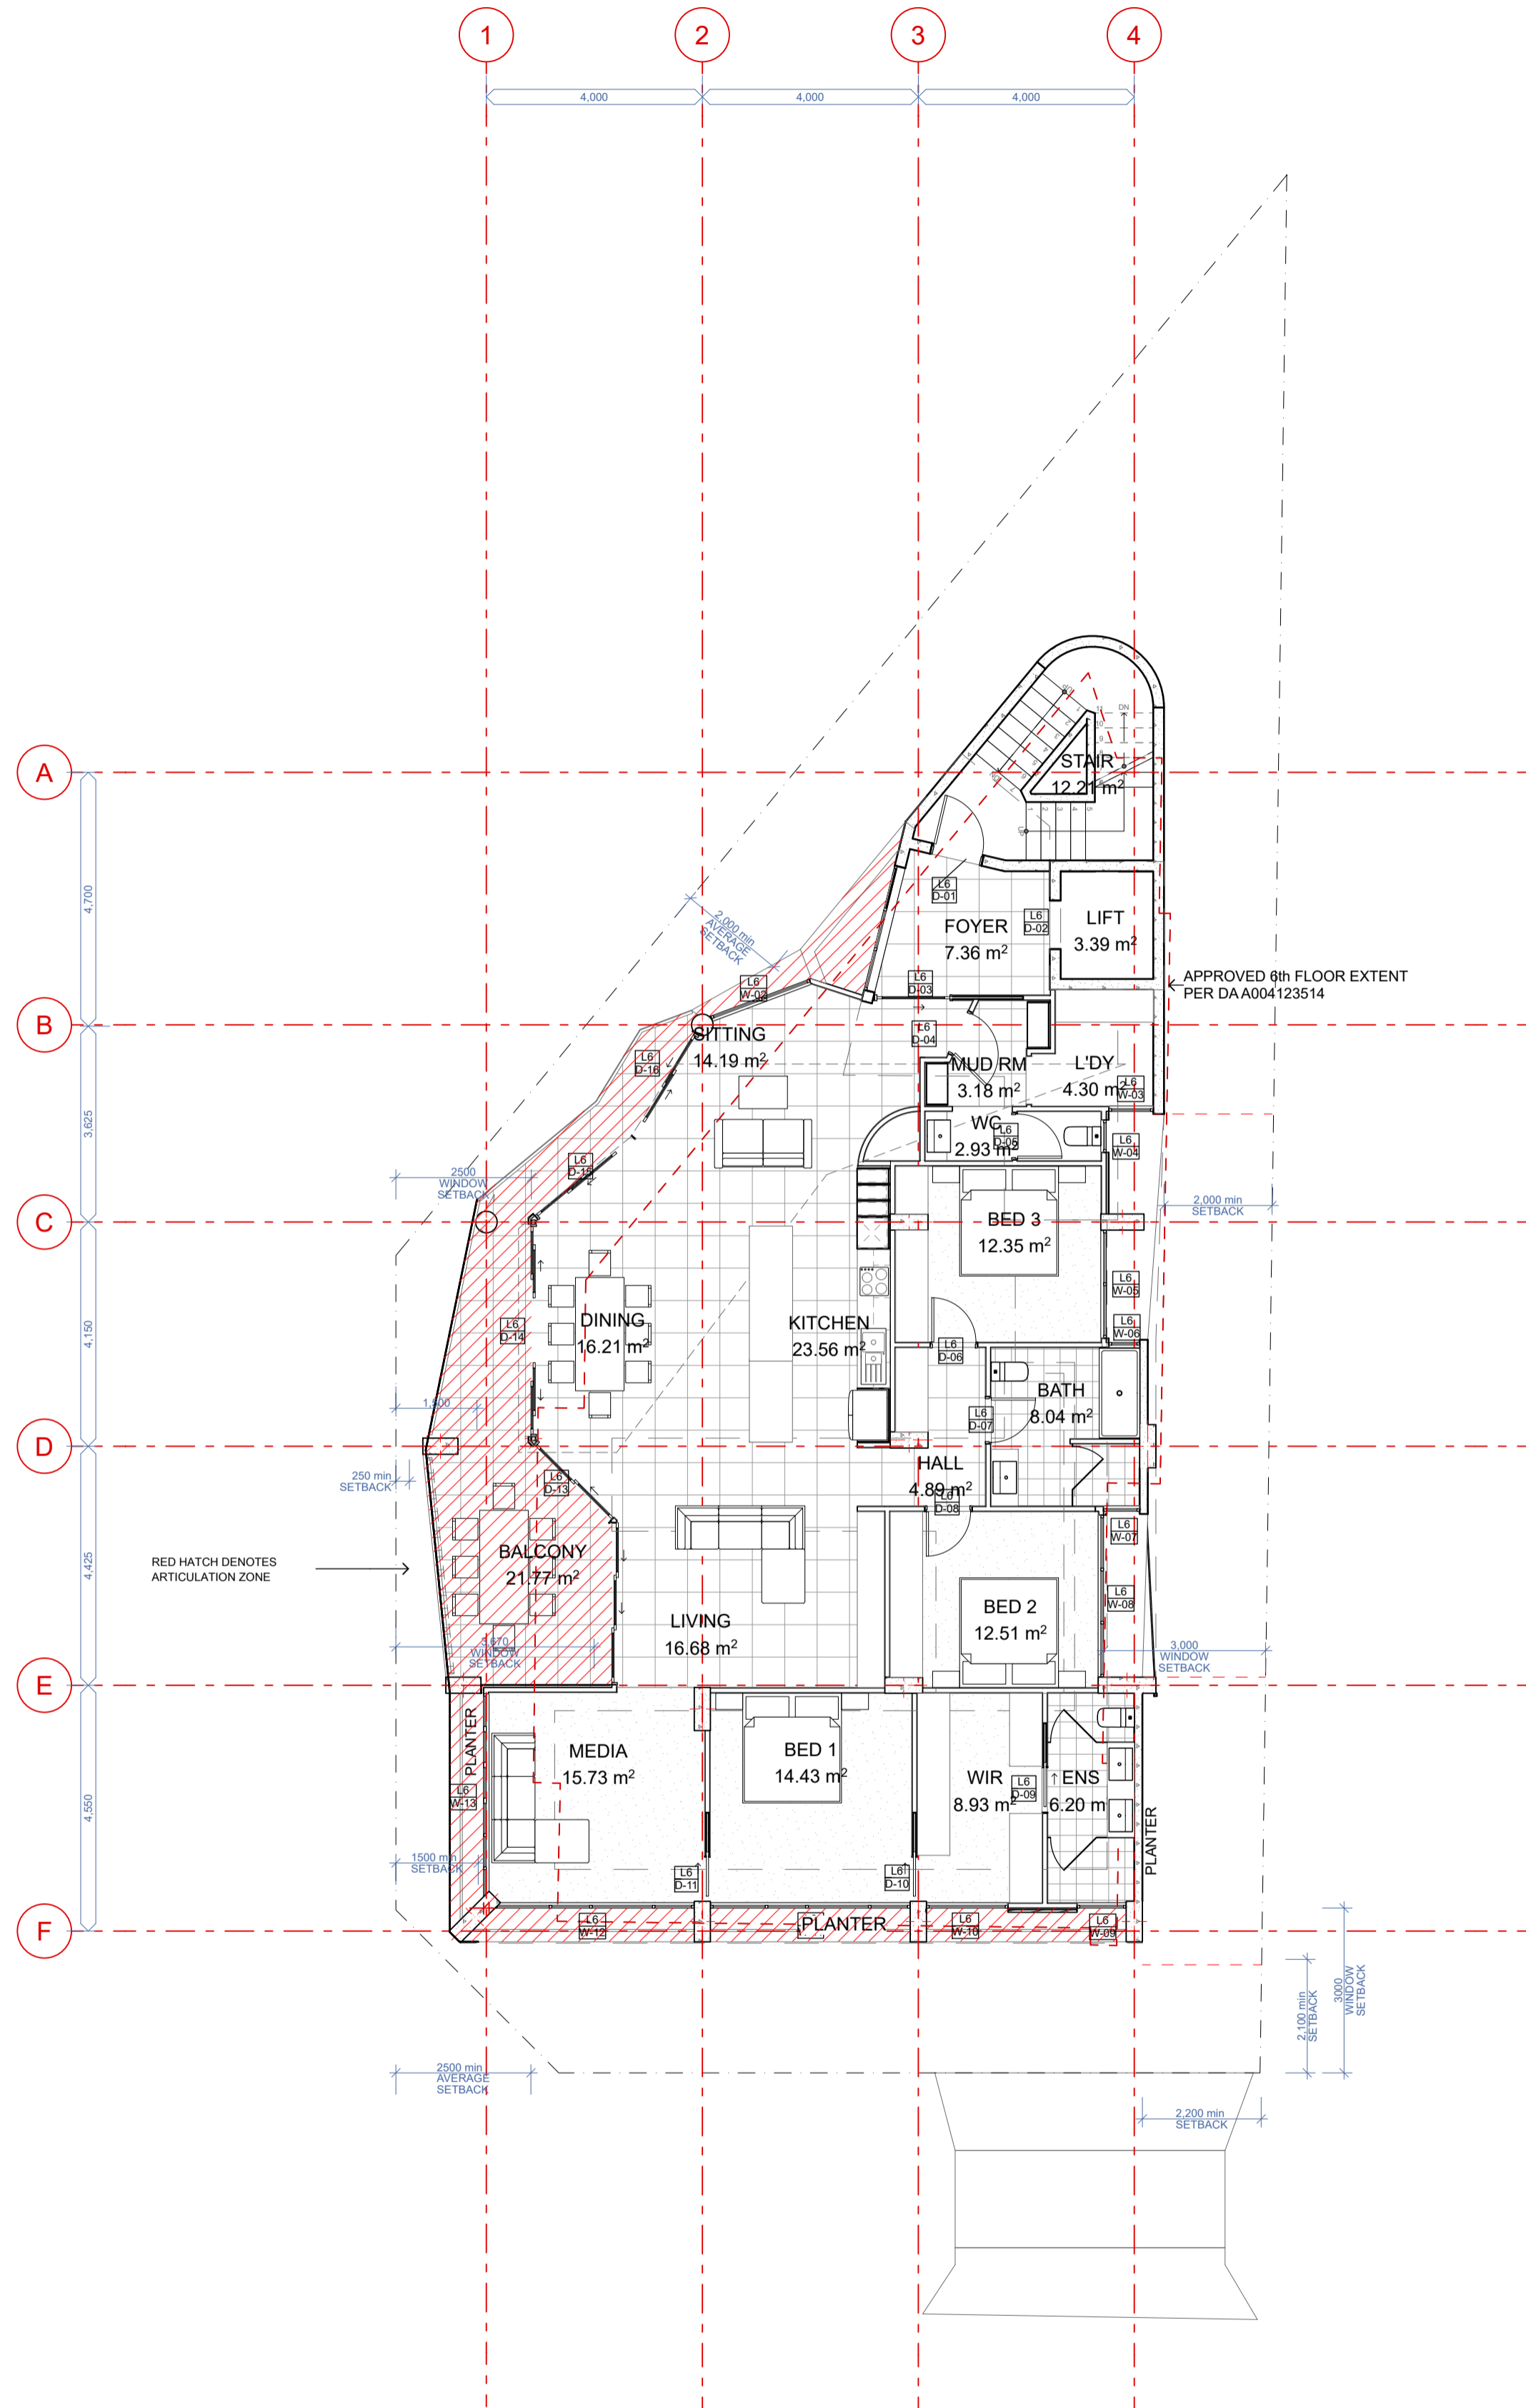 1
2
3
4
4,000
4,000
4,000
A
B
C
D
E
F
4,700
3,625
4,150
4,425
4,550
STAIR
12.21 m²
DN
UP
L6
D-01
FOYER
7.36 m²
L6
D-02
LIFT
3.39 m²
APPROVED 6th FLOOR EXTENT
PER DA A004123514
2,000 min
AVERAGE
SETBACK
L6
W-02
L6
D-03
L6
D-04
SITTING
14.19 m²
L6
D-16
MUD RM
3.18 m²
L'DY
4.30 m²
L6
W-03
WC
2.93 m²
L6
D-05
L6
W-04
L6
D-15
2500
WINDOW
SETBACK
2,000 min
SETBACK
BED 3
12.35 m²
L6
W-05
L6
W-06
L6
D-14
DINING
16.21 m²
KITCHEN
23.56 m²
L6
D-06
BATH
8.04 m²
L6
D-07
250 min
SETBACK
L6
D-13
HALL
4.89 m²
L6
D-08
L6
W-07
RED HATCH DENOTES
ARTICULATION ZONE
BALCONY
21.77 m²
L6
W-08
BED 2
12.51 m²
LIVING
16.68 m²
3,670
WINDOW
SETBACK
3,000
WINDOW
SETBACK
PLANTER
MEDIA
15.73 m²
BED 1
14.43 m²
WIR
8.93 m²
L6
D-09
ENS
6.20 m
L6
W-13
PLANTER
1500 min
SETBACK
L6
D-11
L6
D-10
L6
W-12
PLANTER
L6
W-10
L6
W-09
3000
WINDOW
SETBACK
2,100 min
SETBACK
2500 min
AVERAGE
SETBACK
2,200 min
SETBACK